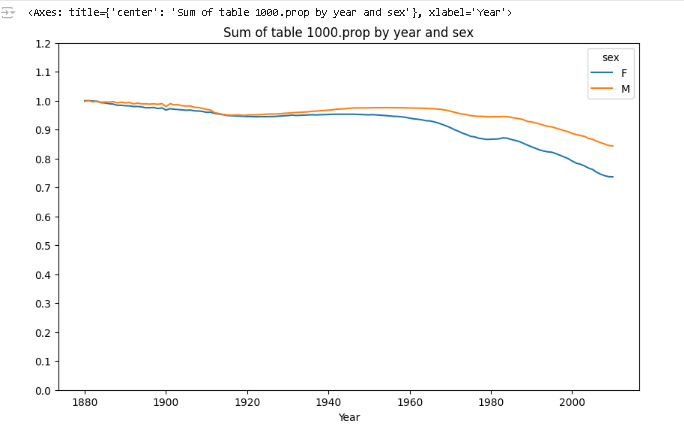 <Axes: title={'center': 'Sum of table 1000.prop by year and sex'}, xlabel='Year'>
Sum of table 1000.prop by year and sex
sex
F
M
1.2
1.1
1.0
0.9
0.8
0.7
0.6
0.5
0.4
0.3
0.2
0.1
0.0
1880 1900 1920 1940 1960 1980 2000
Year